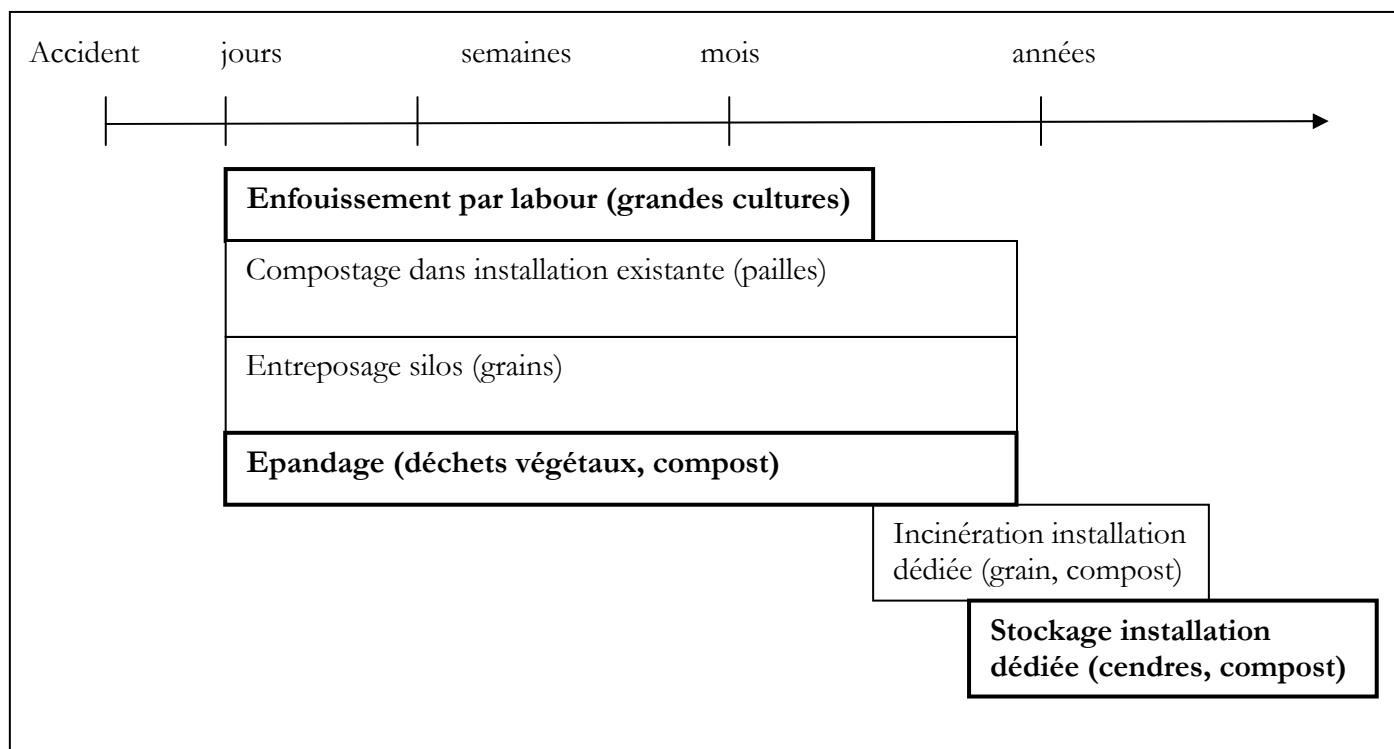 Accident jours semaines mois années
Enfouissement par labour (grandes cultures)
Compostage dans installation existante (pailles)
Entreposage silos (grains)
Epandage (déchets végétaux, compost)
Incinération installation
dédiée (grain, compost)
Stockage installation
dédiée (cendres, compost)